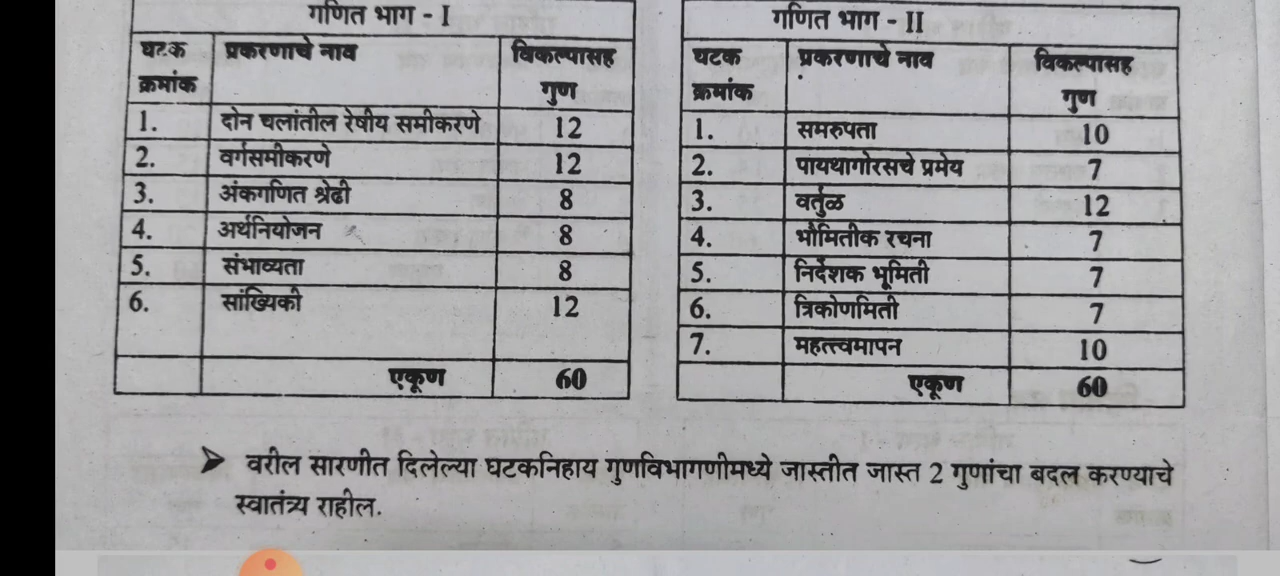 गणित भाग - I
घटक क्रमांक प्रकरणाचे नाव विकल्पासह गुण
1. दोन चलांतील रेषीय समीकरणे 12
2. वर्गसमीकरणे 12
3. अंकगणित श्रेढी 8
4. अर्थनियोजन 8
5. संभाव्यता 8
6. सांख्यिकी 12
एकूण 60
गणित भाग - II
घटक क्रमांक प्रकरणाचे नाव विकल्पासह गुण
1. समरुपता 10
2. पायथागोरसचे प्रमेय 7
3. वर्तुळ 12
4. भौमितीक रचना 7
5. निर्देशक भूमिती 7
6. त्रिकोणमिती 7
7. महत्त्वमापन 10
एकूण 60
➤ वरील सारणीत दिलेल्या घटकनिहाय गुणविभागणीमध्ये जास्तीत जास्त 2 गुणांचा बदल करण्याचे
स्वातंत्र्य राहील.